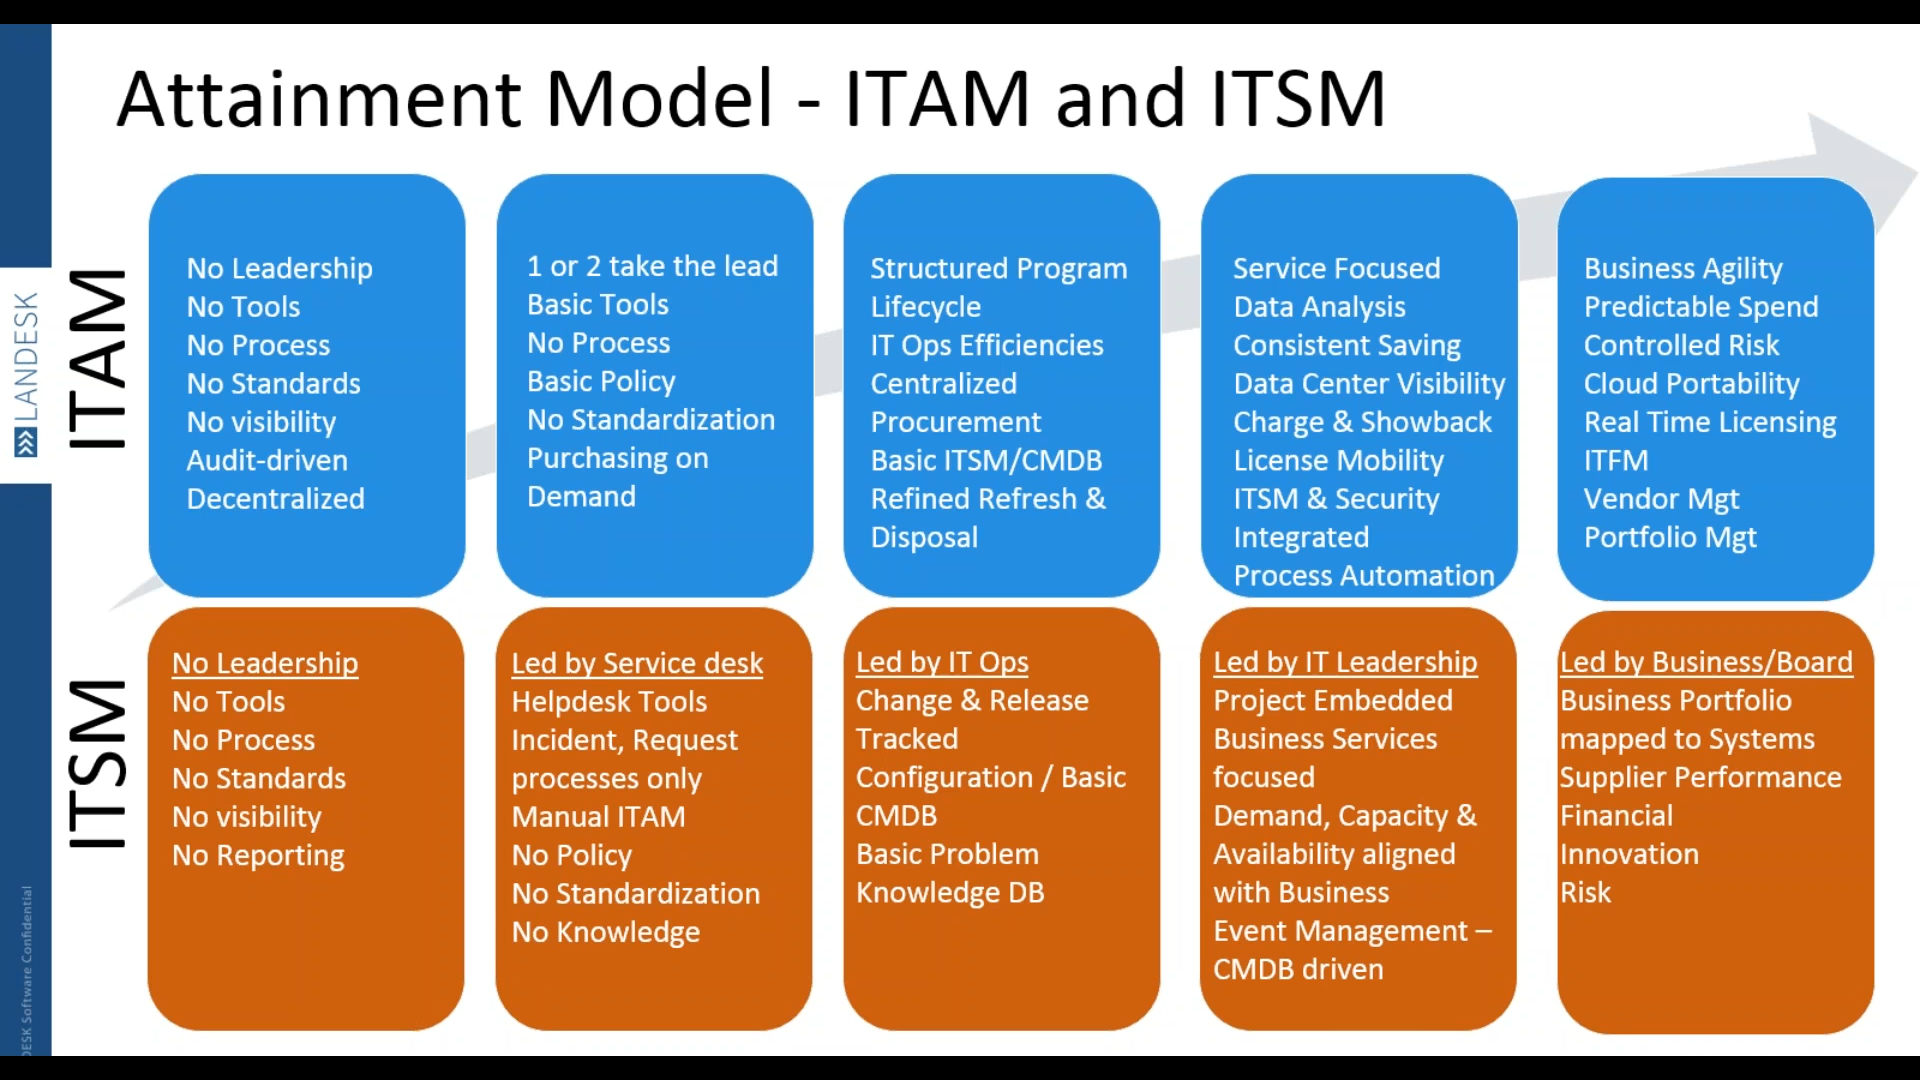 Attainment Model - ITAM and ITSM
ITAM
No Leadership
No Tools
No Process
No Standards
No visibility
Audit-driven
Decentralized
1 or 2 take the lead
Basic Tools
No Process
Basic Policy
No Standardization
Purchasing on
Demand
Structured Program
Lifecycle
IT Ops Efficiencies
Centralized
Procurement
Basic ITSM/CMDB
Refined Refresh &
Disposal
Service Focused
Data Analysis
Consistent Saving
Data Center Visibility
Charge & Showback
License Mobility
ITSM & Security
Integrated
Process Automation
Business Agility
Predictable Spend
Controlled Risk
Cloud Portability
Real Time Licensing
ITFM
Vendor Mgt
Portfolio Mgt
ITSM
No Leadership
No Tools
No Process
No Standards
No visibility
No Reporting
Led by Service desk
Helpdesk Tools
Incident, Request
processes only
Manual ITAM
No Policy
No Standardization
No Knowledge
Led by IT Ops
Change & Release
Tracked
Configuration / Basic
CMDB
Basic Problem
Knowledge DB
Led by IT Leadership
Project Embedded
Business Services
focused
Demand, Capacity &
Availability aligned
with Business
Event Management –
CMDB driven
Led by Business/Board
Business Portfolio
mapped to Systems
Supplier Performance
Financial
Innovation
Risk
LANDESK
DESK Software Confidential